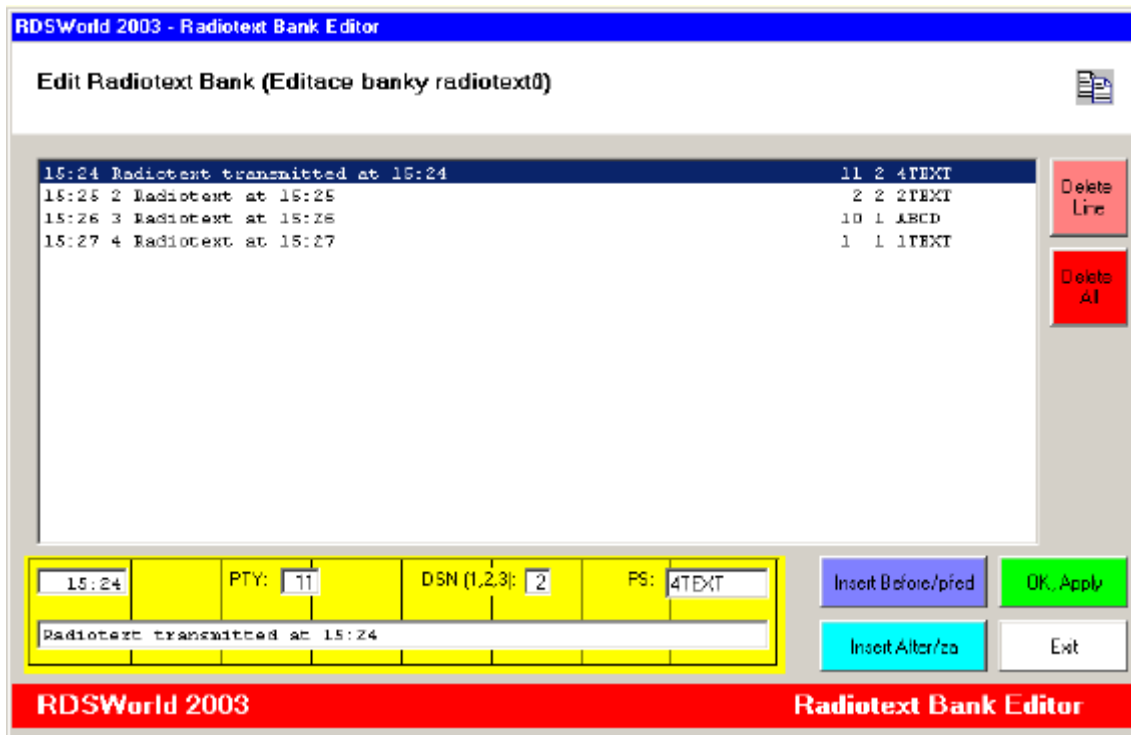 RDSWorld 2003 - Radiotext Bank Editor
Edit Radiotext Bank (Editace banky radiotextů)
15:24 Radiotext transmitted at 15:24 11 2 4TEXT
15:25 2 Radiotext at 15:25 2 2 2TEXT
15:26 3 Radiotext at 15:26 10 1 ABCD
15:27 4 Radiotext at 15:27 1 1 1TEXT
Delete Line
Delete All
15:24 PTY: 11 DSN (1,2,3): 2 PS: 4TEXT
Radiotext transmitted at 15:24
Insert Before/před
OK, Apply
Insert After/za
Exit
RDSWorld 2003
Radiotext Bank Editor